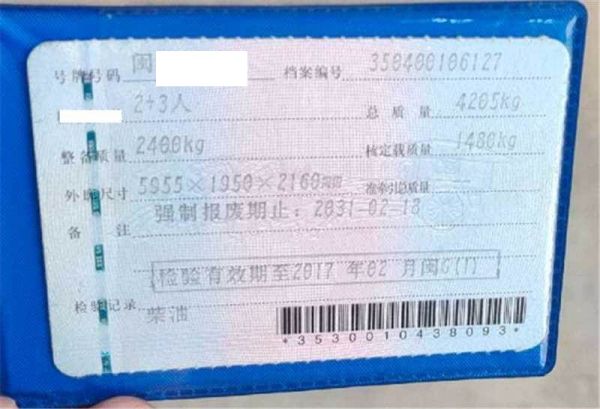 号牌号码 闽 档案编号 350400106127
2+3人 总质量 4205kg
整备质量 2400kg 核定载质量 1480kg
外廓尺寸 5955×1950×2160mm 准牵引总质量 —
备注 强制报废期止：2031-02-18
检验有效期至2017年02月闽G(1)
检验记录
柴油
*3530010438093*